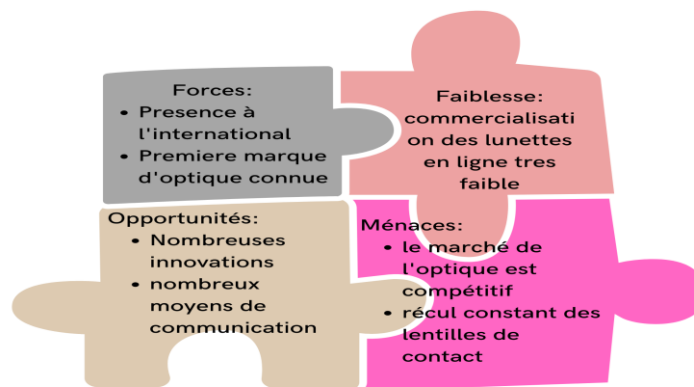 Forces:
• Presence à
l'international
• Premiere marque
d'optique connue
Faiblesse:
commercialisati
on des lunettes
en ligne tres
faible
Opportunités:
• Nombreuses
innovations
• nombreux
moyens de
communication
Ménaces:
• le marché de
l'optique est
compétitif
• récul constant des
lentilles de
contact